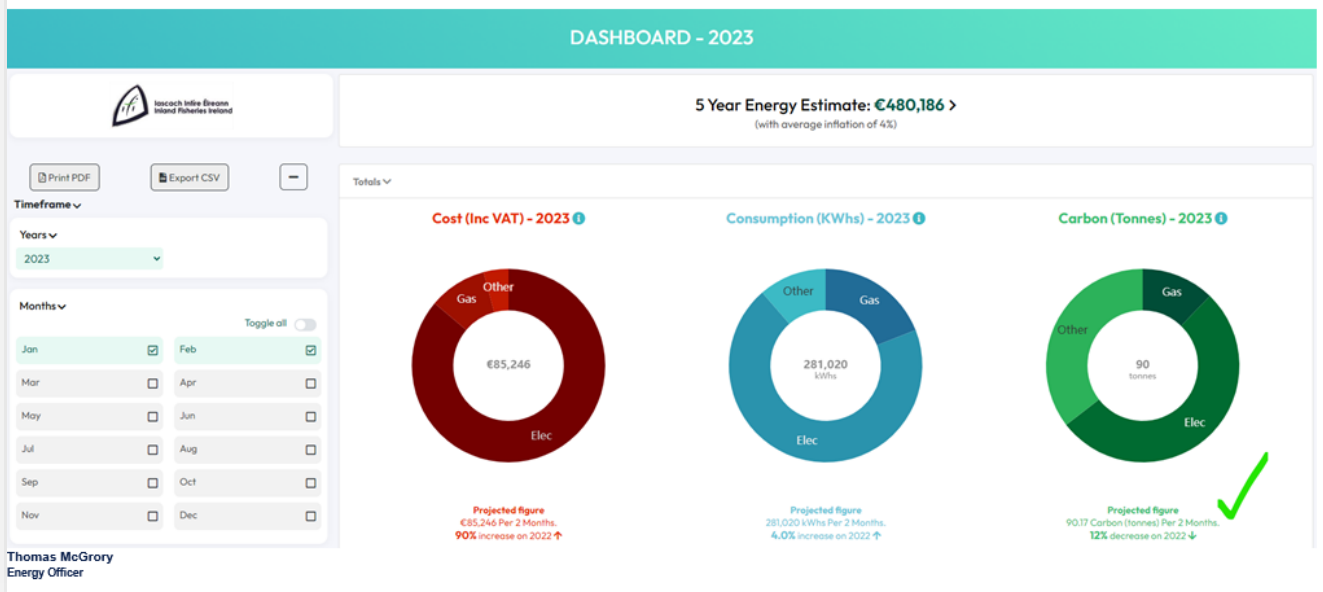 DASHBOARD - 2023
Iascach Intíre Éireann
Inland Fisheries Ireland
5 Year Energy Estimate: €480,186 >
(with average inflation of 4%)
Print PDF
Export CSV
Timeframe
Years
2023
Months
Toggle all
Jan Feb
Mar Apr
May Jun
Jul Aug
Sep Oct
Nov Dec
Totals
Cost (Inc VAT) - 2023
Other
Gas
€85,246
Elec
Projected figure
€85,246 Per 2 Months.
90% increase on 2022 ↑
Consumption (KWhs) - 2023
Other
Gas
281,020
kWhs
Elec
Projected figure
281,020 kWhs Per 2 Months.
4.0% increase on 2022 ↑
Carbon (Tonnes) - 2023
Gas
Other
90
tonnes
Elec
Projected figure
90.17 Carbon (tonnes) Per 2 Months.
12% decrease on 2022 ↓
Thomas McGrory
Energy Officer